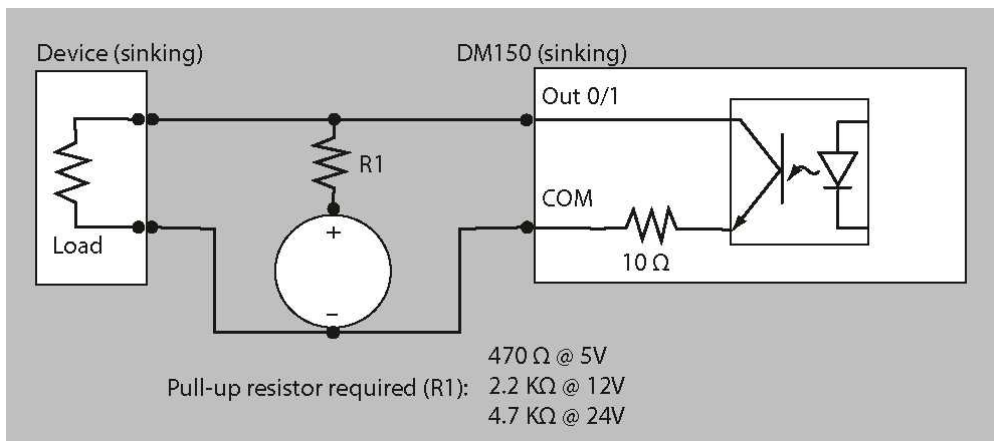 Device (sinking)
DM150 (sinking)
Out 0/1
R1
COM
+
Load
10 Ω
–
Pull-up resistor required (R1):
470 Ω @ 5V
2.2 KΩ @ 12V
4.7 KΩ @ 24V